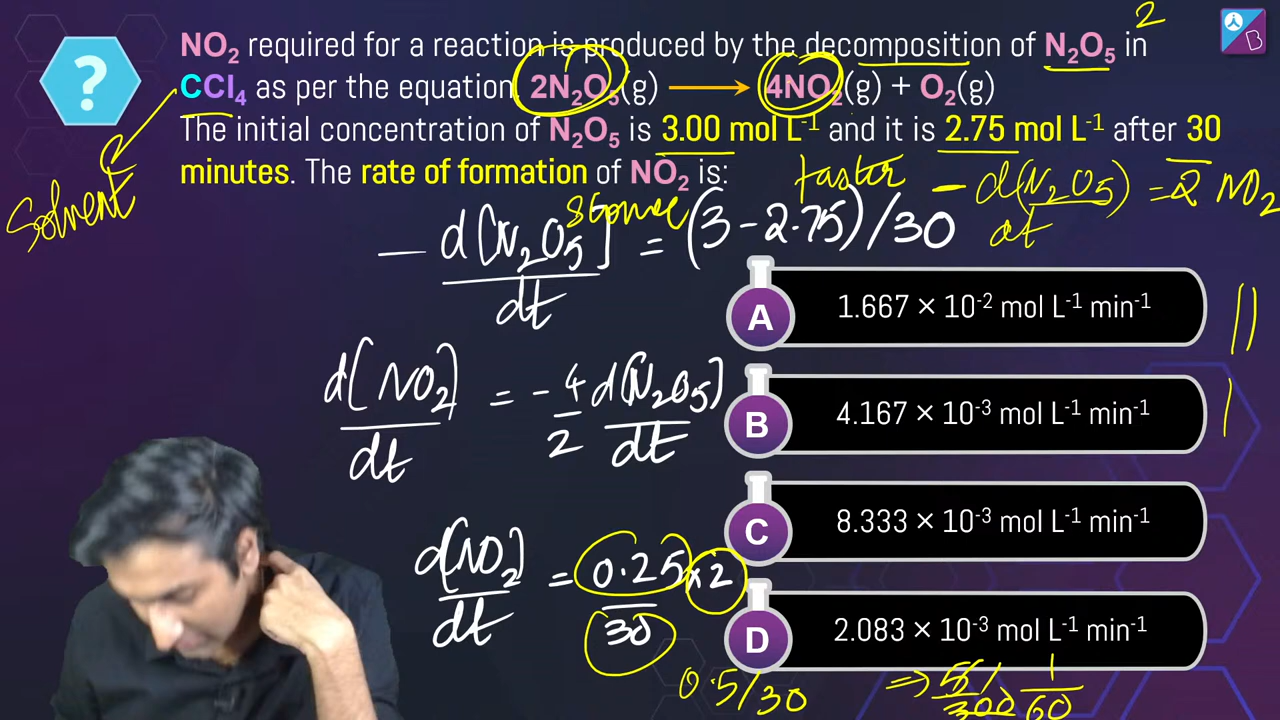 NO2 required for a reaction is produced by the decomposition of N2O5 in
CCl4 as per the equation, 2N2O5(g) ⟶ 4NO2(g) + O2(g)
The initial concentration of N2O5 is 3.00 mol L-1 and it is 2.75 mol L-1 after 30
minutes. The rate of formation of NO2 is:
?
2
Solvent
faster
- d(N2O5)/dt = 2 NO2
- d[N2O5]/dt = (3 - 2.75)/30
d[NO2]/dt = - 4/2 d[N2O5]/dt
d[NO2]/dt = 0.25/30 × 2
0.5/30
A 1.667 × 10-2 mol L-1 min-1
B 4.167 × 10-3 mol L-1 min-1
C 8.333 × 10-3 mol L-1 min-1
D 2.083 × 10-3 mol L-1 min-1
B